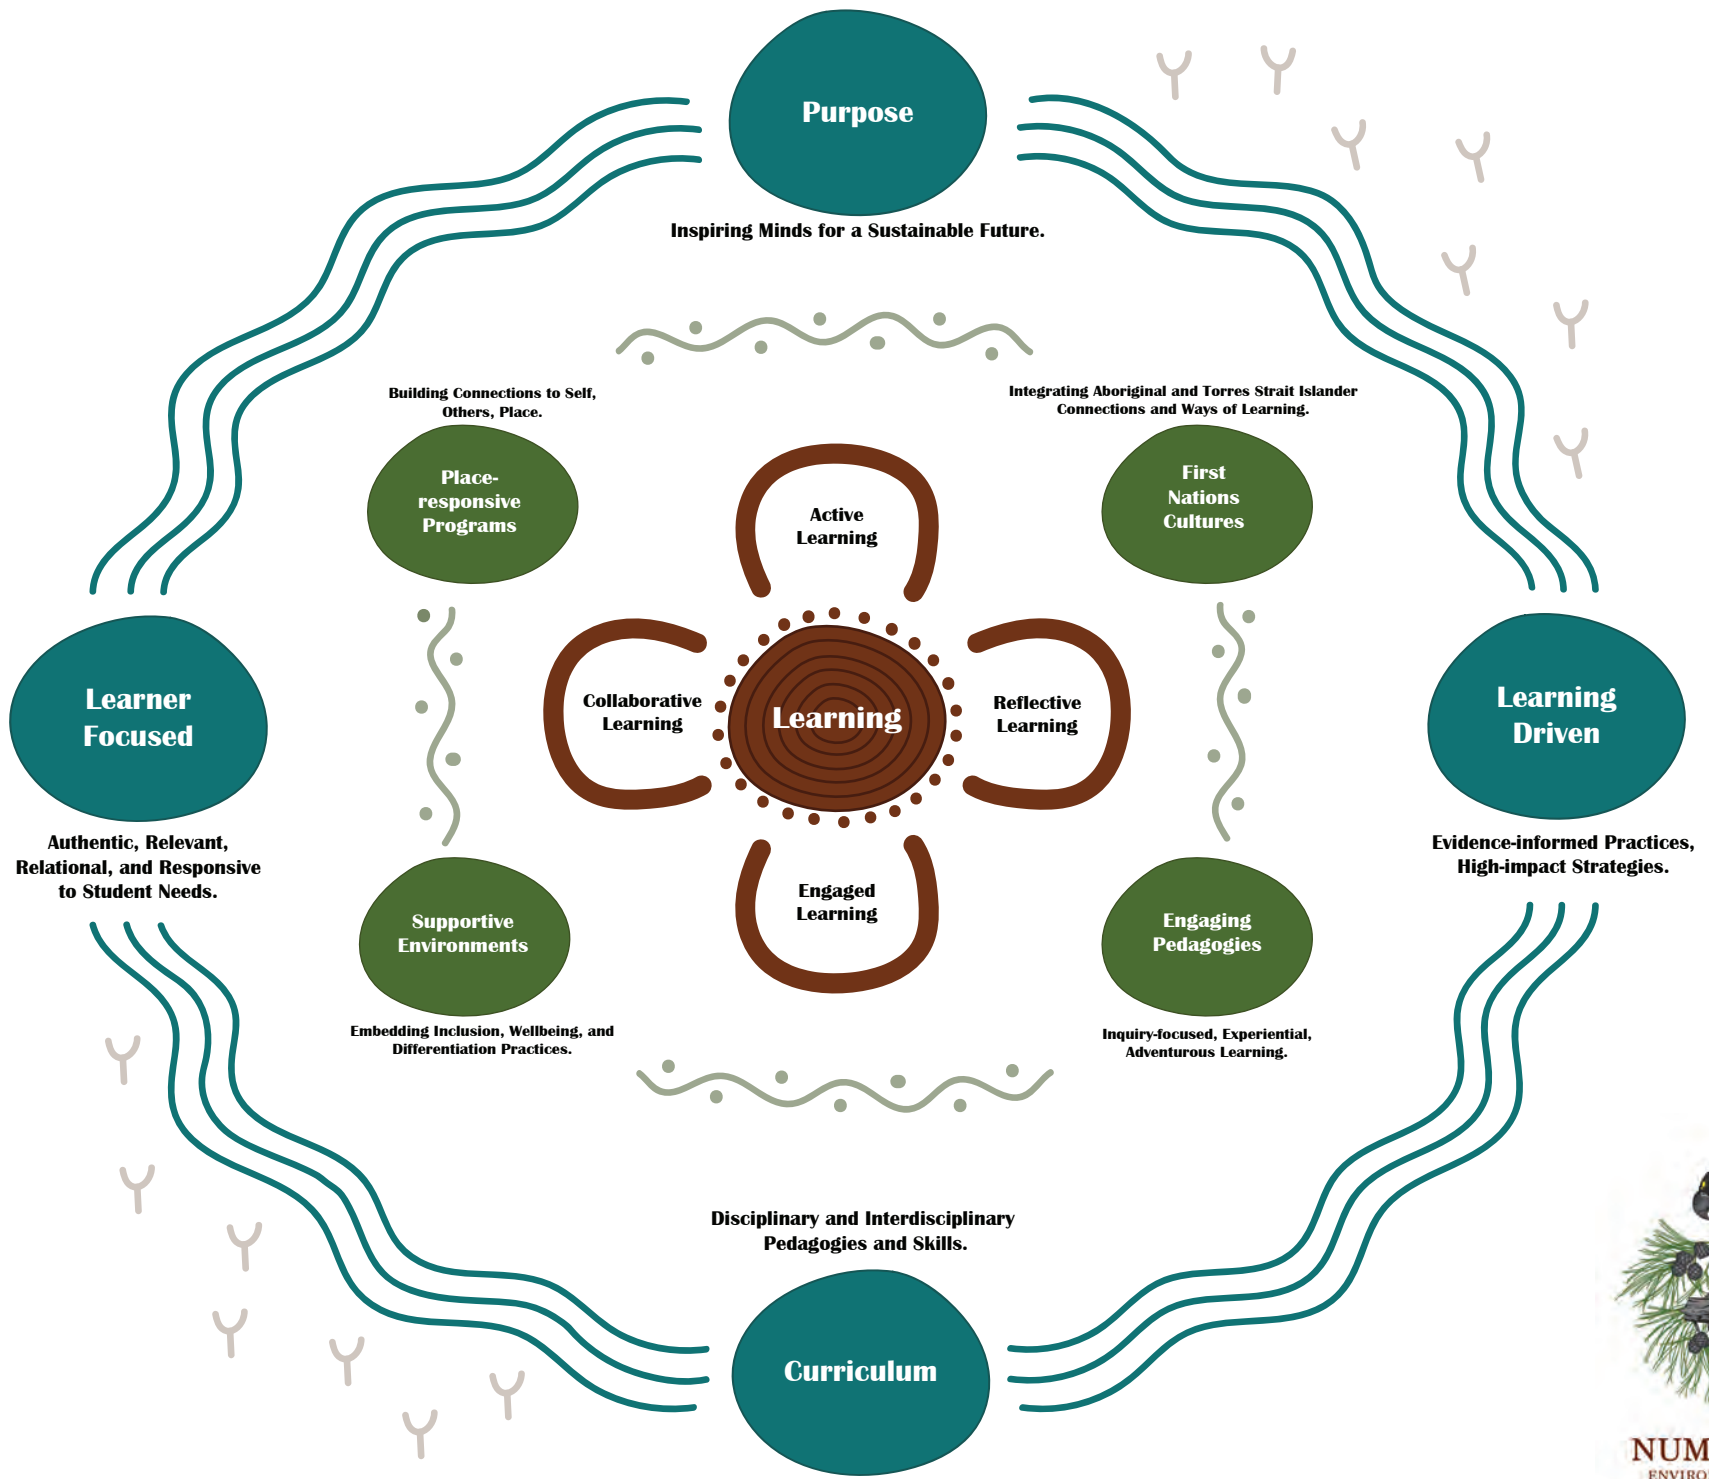 Purpose
Inspiring Minds for a Sustainable Future.
Building Connections to Self,
Others, Place.
Integrating Aboriginal and Torres Strait Islander
Connections and Ways of Learning.
Place-
responsive
Programs
First
Nations
Cultures
Active
Learning
Learner
Focused
Collaborative
Learning
Learning
Reflective
Learning
Learning
Driven
Authentic, Relevant,
Relational, and Responsive
to Student Needs.
Evidence-informed Practices,
High-impact Strategies.
Engaged
Learning
Supportive
Environments
Engaging
Pedagogies
Embedding Inclusion, Wellbeing, and
Differentiation Practices.
Inquiry-focused, Experiential,
Adventurous Learning.
Disciplinary and Interdisciplinary
Pedagogies and Skills.
Curriculum